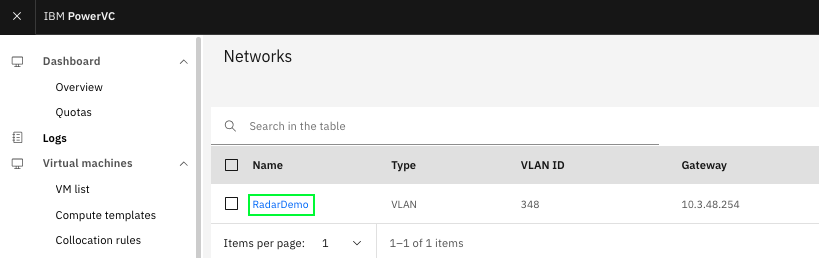 IBM PowerVC
Dashboard
Overview
Quotas
Logs
Virtual machines
VM list
Compute templates
Collocation rules
Networks
Search in the table
Name Type VLAN ID Gateway
RadarDemo VLAN 348 10.3.48.254
Items per page: 1 1–1 of 1 items